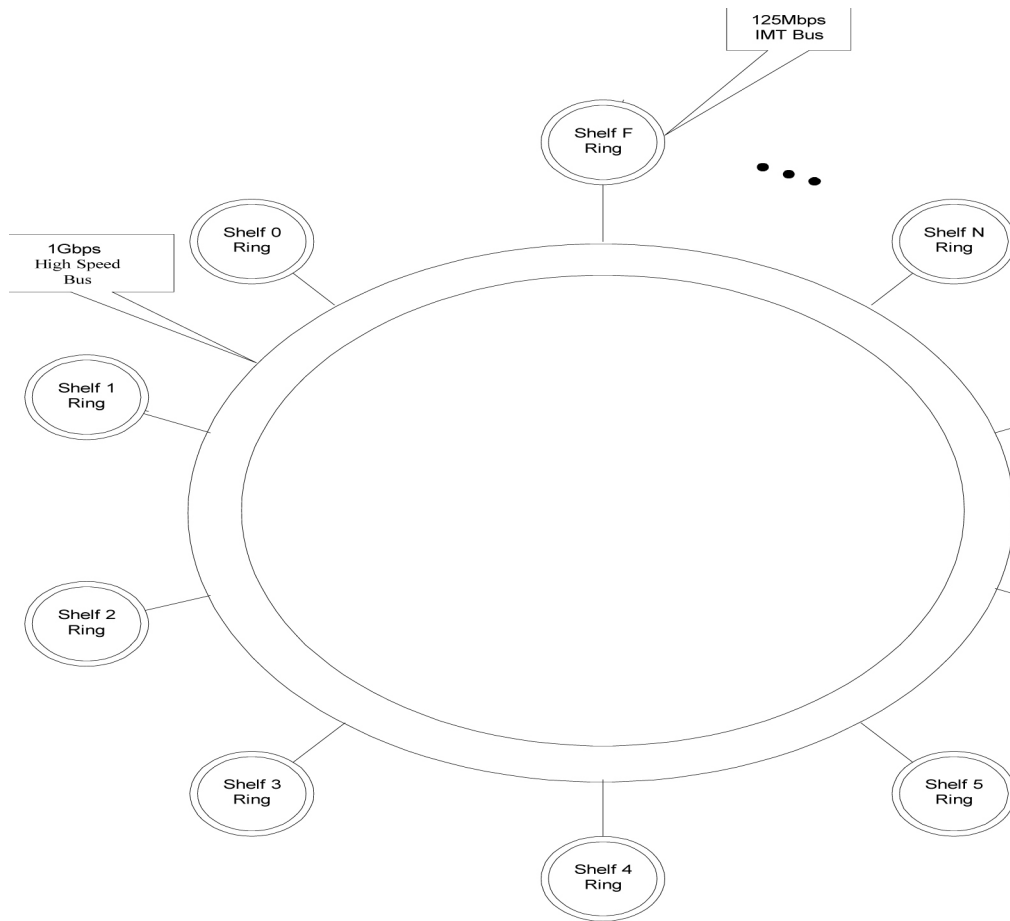 125Mbps
IMT Bus
Shelf F
Ring
Shelf 0
Ring
Shelf N
Ring
1Gbps
High Speed
Bus
Shelf 1
Ring
Shelf 2
Ring
Shelf 3
Ring
Shelf 5
Ring
Shelf 4
Ring